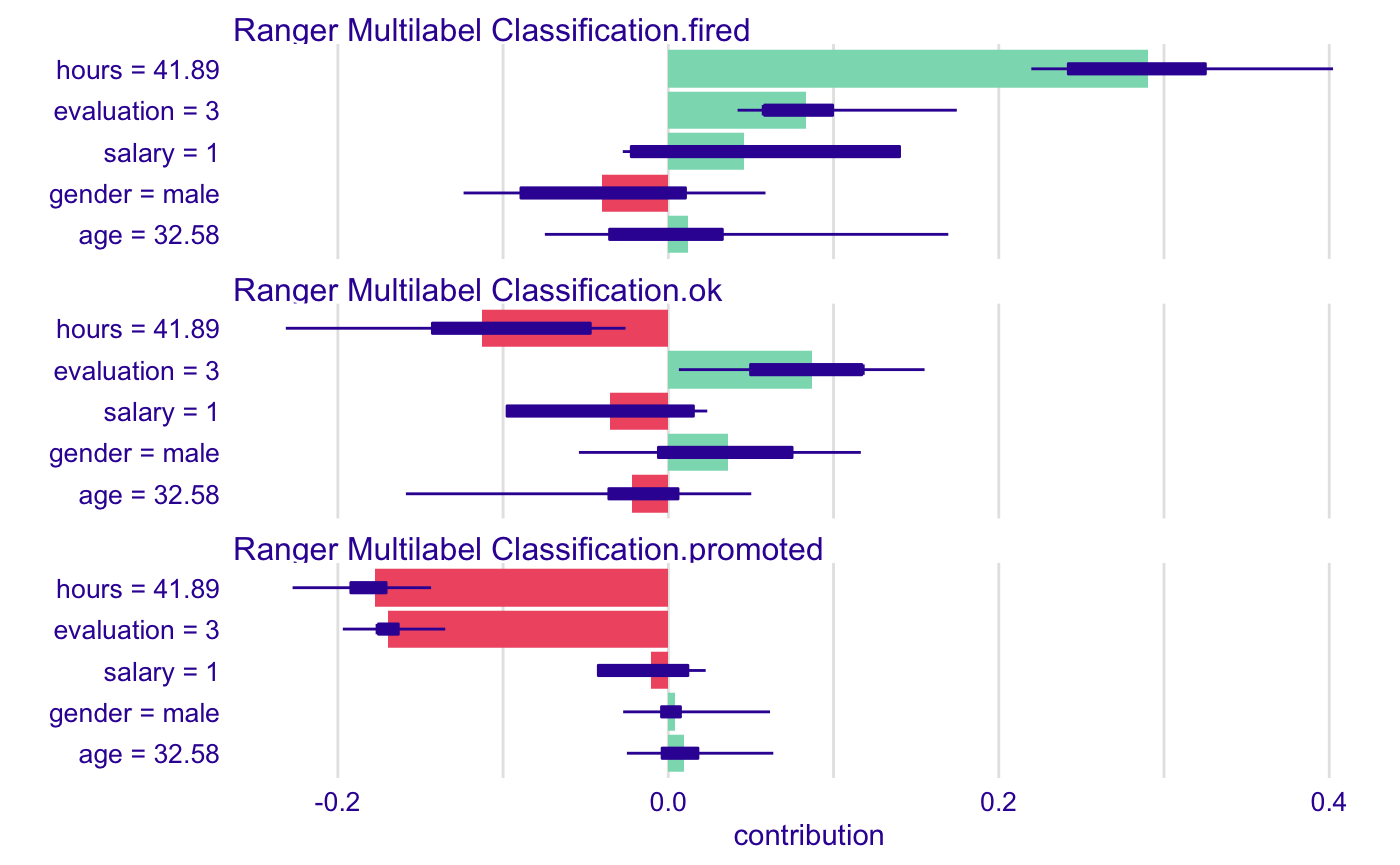 Ranger Multilabel Classification.fired
hours = 41.89
evaluation = 3
salary = 1
gender = male
age = 32.58
Ranger Multilabel Classification.ok
hours = 41.89
evaluation = 3
salary = 1
gender = male
age = 32.58
Ranger Multilabel Classification.promoted
hours = 41.89
evaluation = 3
salary = 1
gender = male
age = 32.58
-0.2 0.0 0.2 0.4
contribution